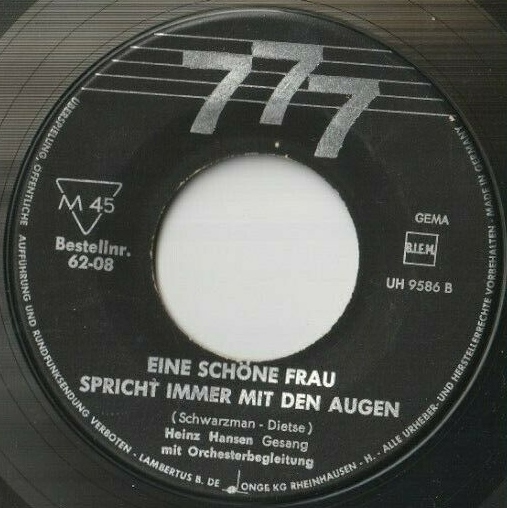 777
M 45
Bestellnr.
62-08
GEMA
B.I.E.M.
UH 9586 B
EINE SCHÖNE FRAU
SPRICHT IMMER MIT DEN AUGEN
(Schwarzman - Dietse)
Heinz Hansen Gesang
mit Orchesterbegleitung
UBERSPIELUNG, ÖFFENTLICHE AUFFÜHRUNG UND RUNDFUNKSENDUNG VERBOTEN - LAMBERTUS B. DE JONGE KG RHEINHAUSEN - H. - ALLE URHEBER- UND HERSTELLERRECHTE VORBEHALTEN - MADE IN GERMANY